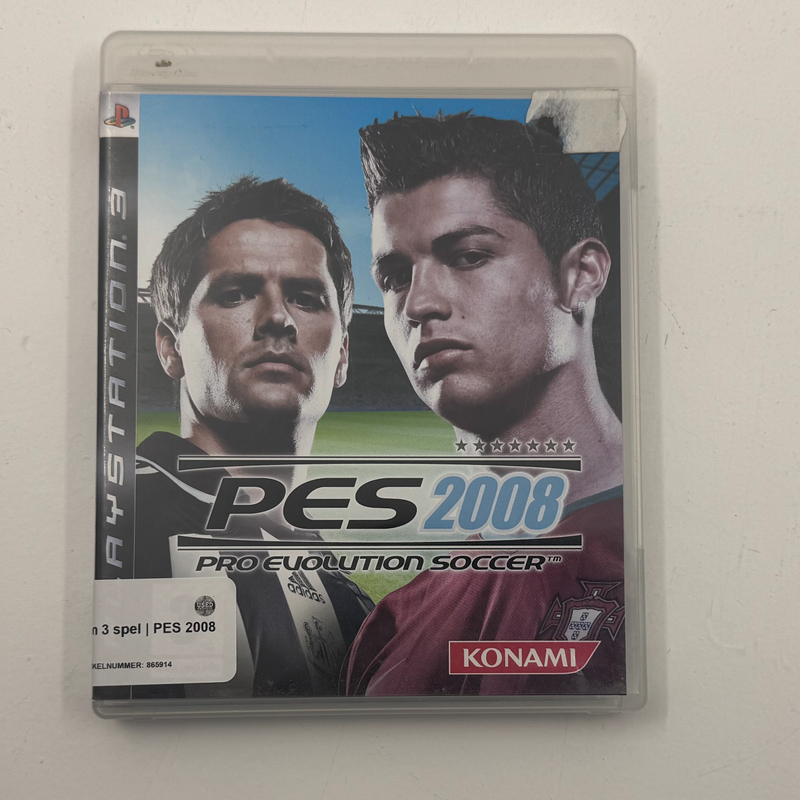 PLAYSTATION 3
PES 2008
PRO EVOLUTION SOCCER™
adidas
USED
n 3 spel | PES 2008
KELNUMMER: 865914
KONAMI